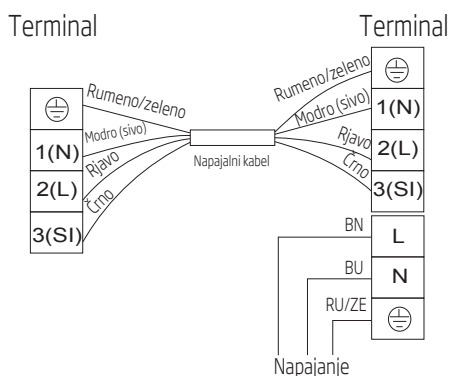 Terminal
Terminal
Rumeno/zeleno
Modro (sivo)
Rjavo
Črno
1(N)
2(L)
3(SI)
Napajalni kabel
Rumeno/zeleno
Modro (sivo)
Rjavo
Črno
1(N)
2(L)
3(SI)
BN
L
BU
N
RU/ZE
Napajanje